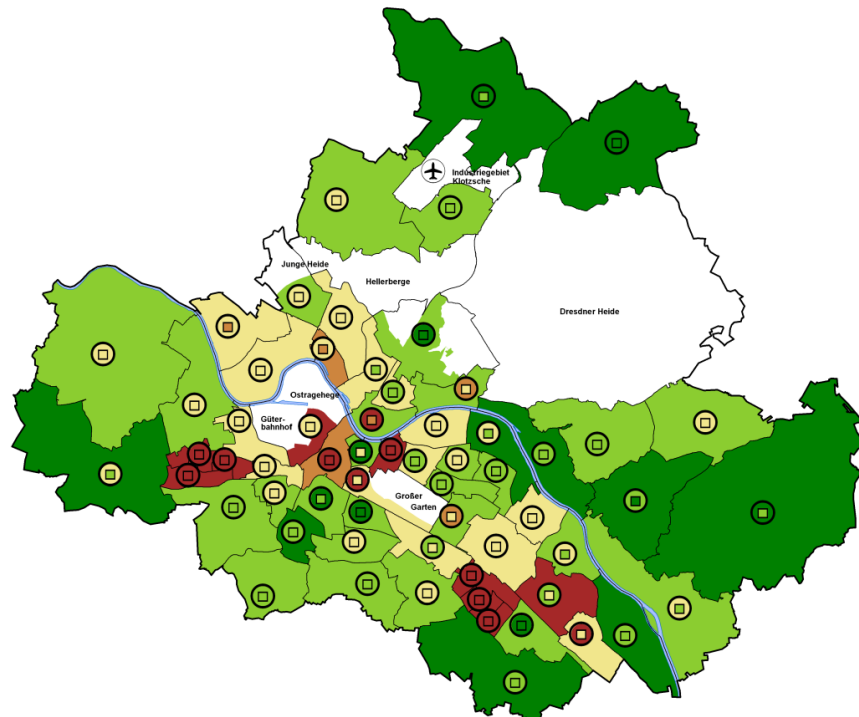 Industriegebiet
Klotzsche
Junge Heide
Hellerberge
Dresdner Heide
Ostragehege
Güter-
bahnhof
Großer
Garten